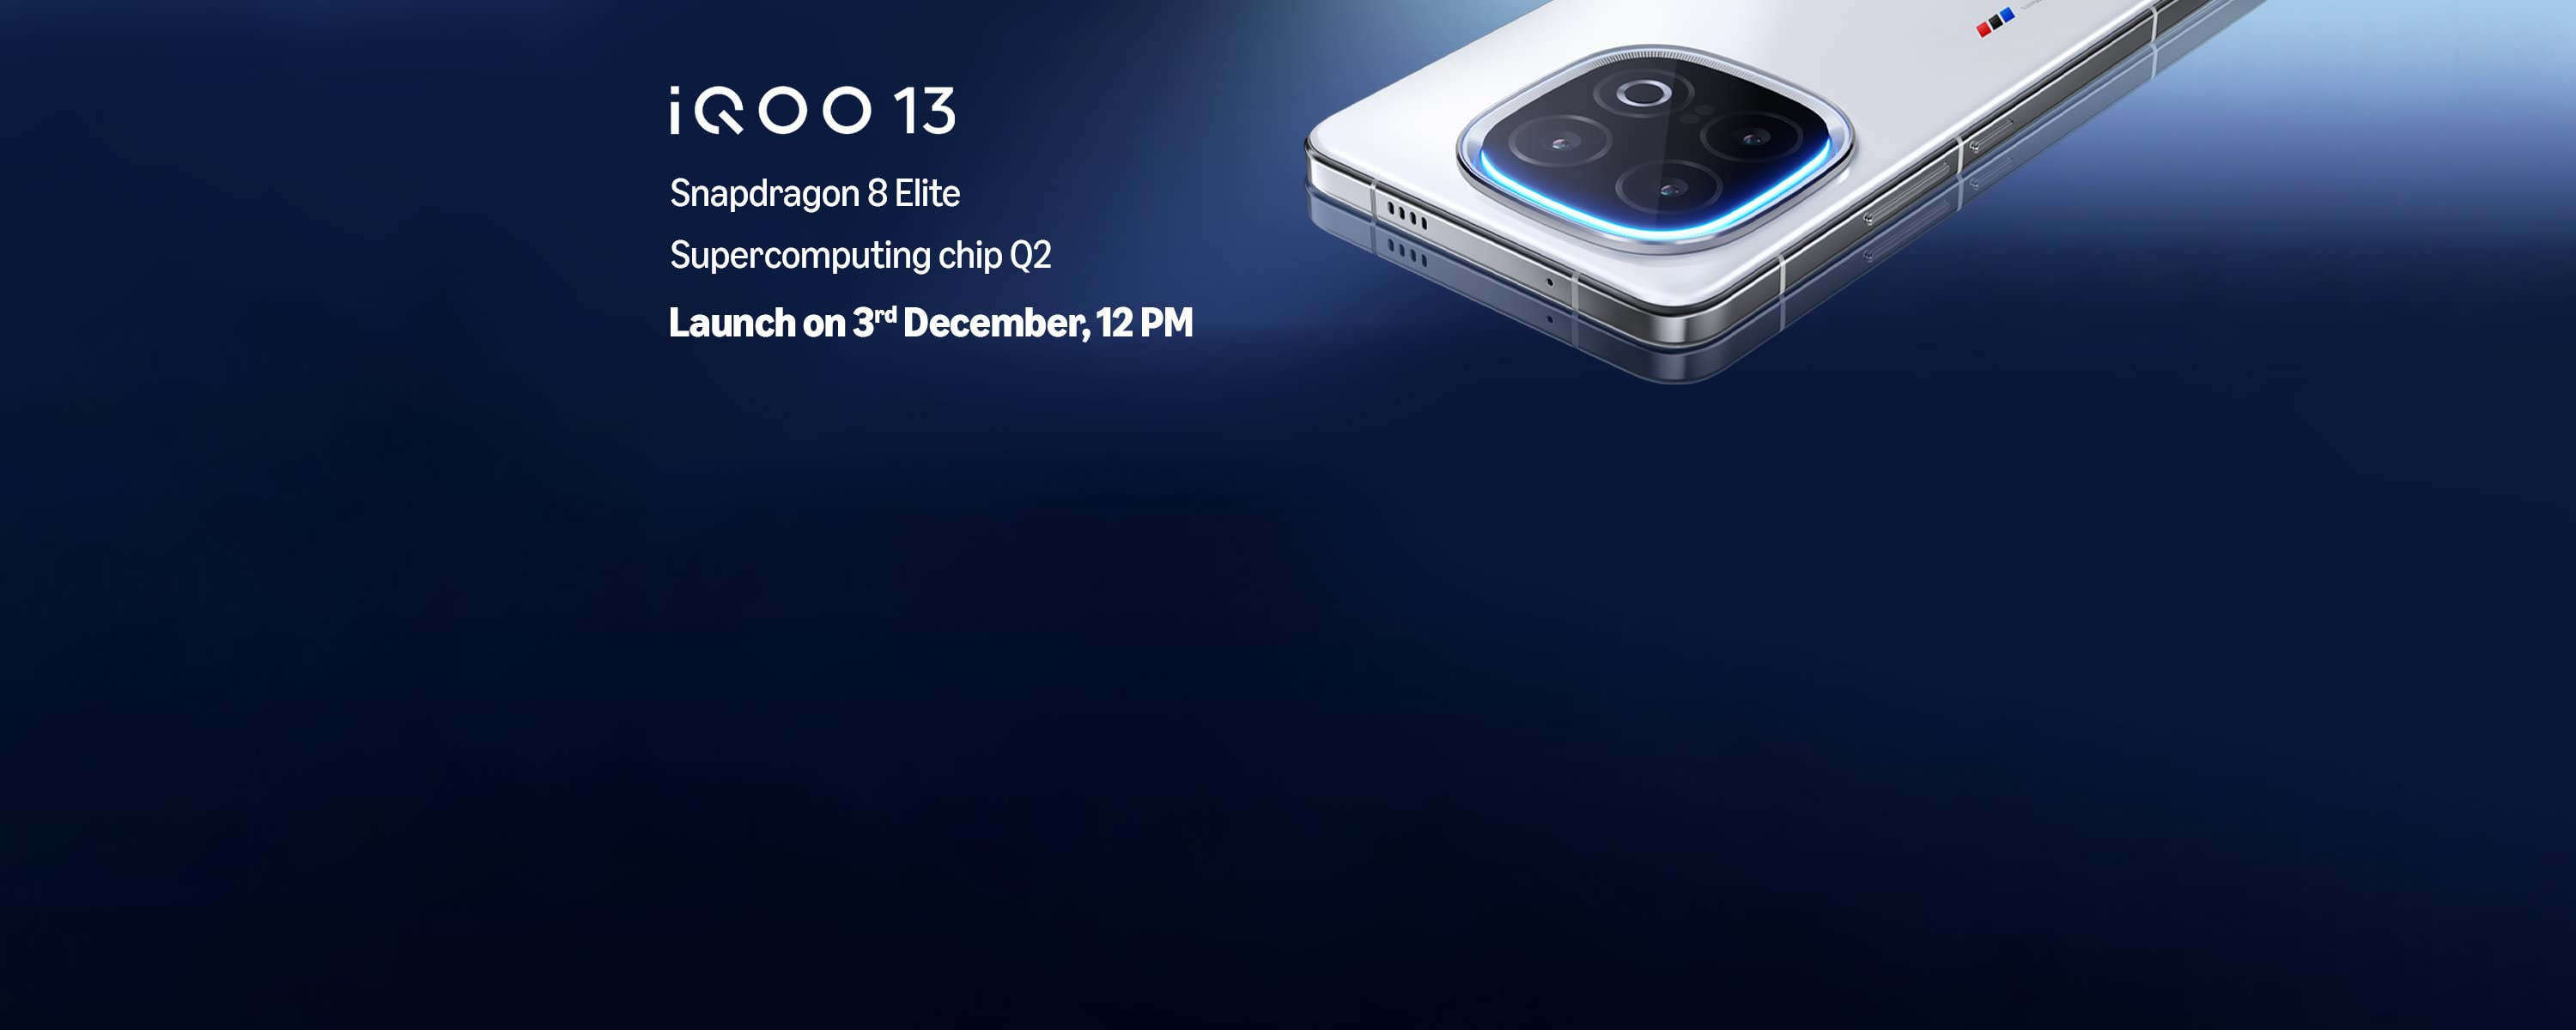 iQOO 13
Snapdragon 8 Elite
Supercomputing chip Q2
Launch on 3rd December, 12 PM